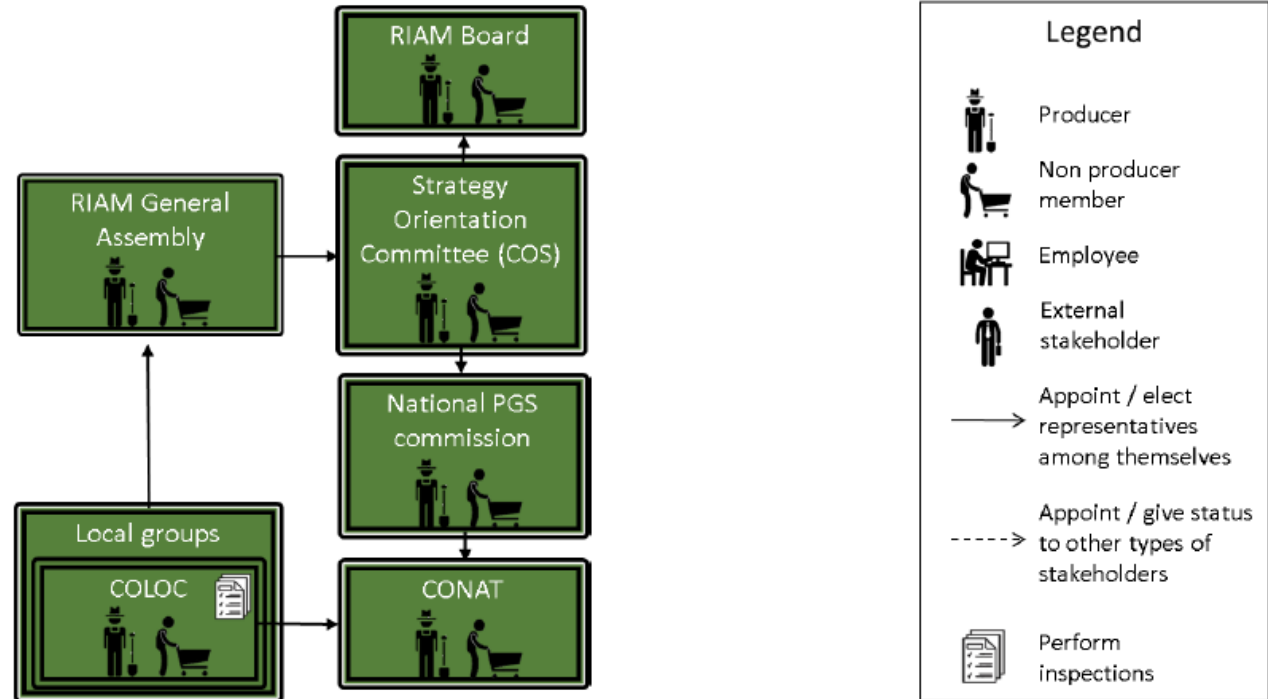 RIAM Board
Strategy
Orientation
Committee (COS)
RIAM General
Assembly
National PGS
commission
Local groups
COLOC
CONAT
Legend
Producer
Non producer
member
Employee
External
stakeholder
Appoint / elect
representatives
among themselves
Appoint / give status
to other types of
stakeholders
Perform
inspections